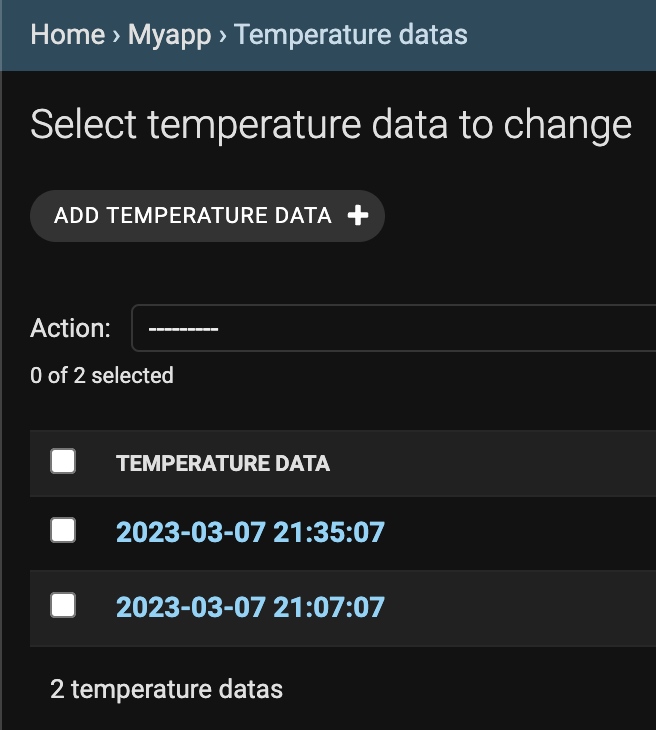 Home › Myapp › Temperature datas
Select temperature data to change
ADD TEMPERATURE DATA +
Action: ---------
0 of 2 selected
TEMPERATURE DATA
2023-03-07 21:35:07
2023-03-07 21:07:07
2 temperature datas